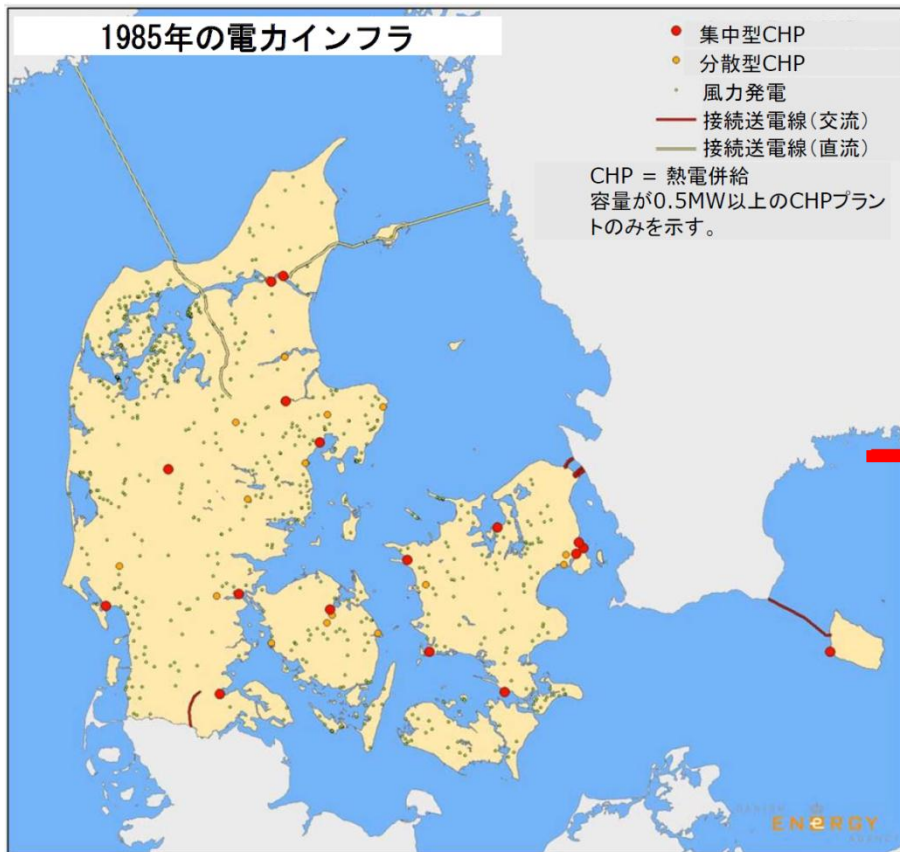 1985年の電力インフラ
集中型CHP
分散型CHP
風力発電
接続送電線(交流)
接続送電線(直流)
CHP = 熱電併給
容量が0.5MW以上のCHPプラン
トのみを示す。
ENERGY